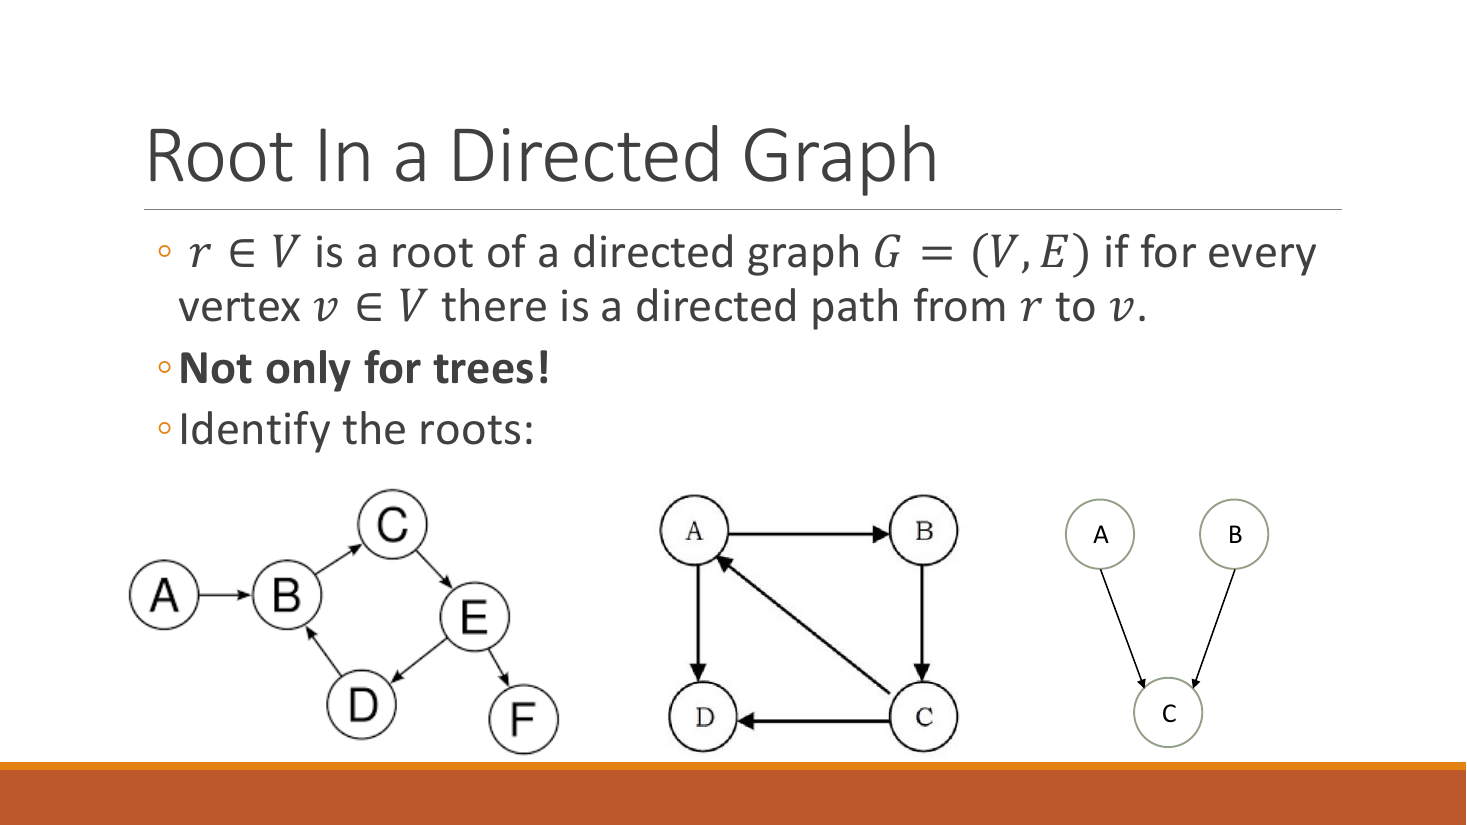 Root In a Directed Graph
◦ 𝑟 ∈ 𝑉 is a root of a directed graph 𝐺 = (𝑉, 𝐸) if for every
vertex 𝑣 ∈ 𝑉 there is a directed path from 𝑟 to 𝑣.
◦ Not only for trees!
◦ Identify the roots:
A
B
C
E
D
F
A
B
D
C
A
B
C